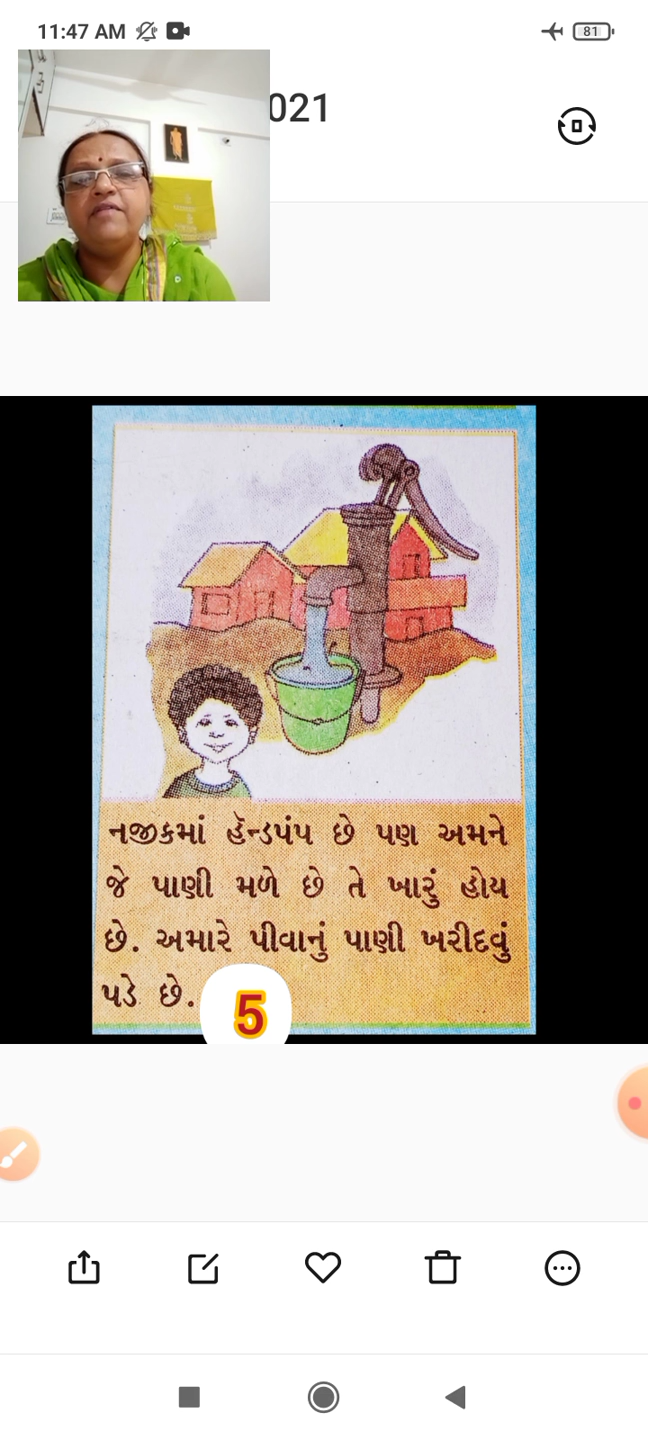 11:47 AM
81
021
નજીકમાં હૅન્ડપંપ છે પણ અમને
જે પાણી મળે છે તે ખારું હોય
છે. અમારે પીવાનું પાણી ખરીદવું
પડે છે.
5